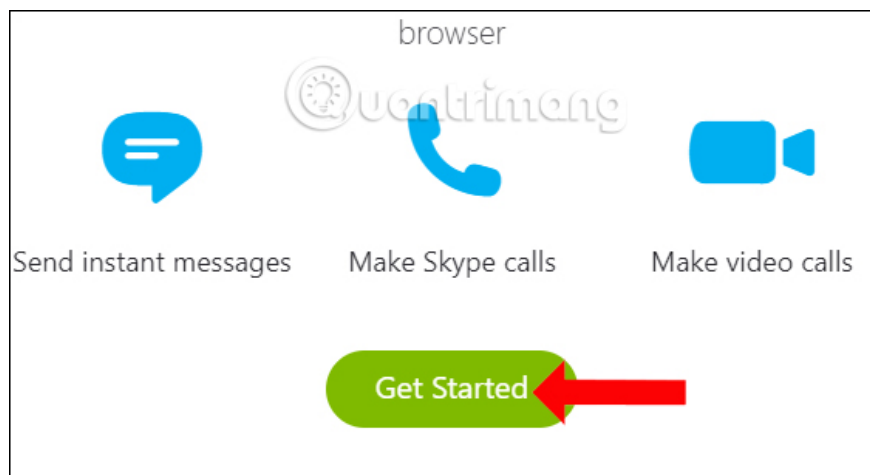 browser
Quantrimang
Send instant messages
Make Skype calls
Make video calls
Get Started